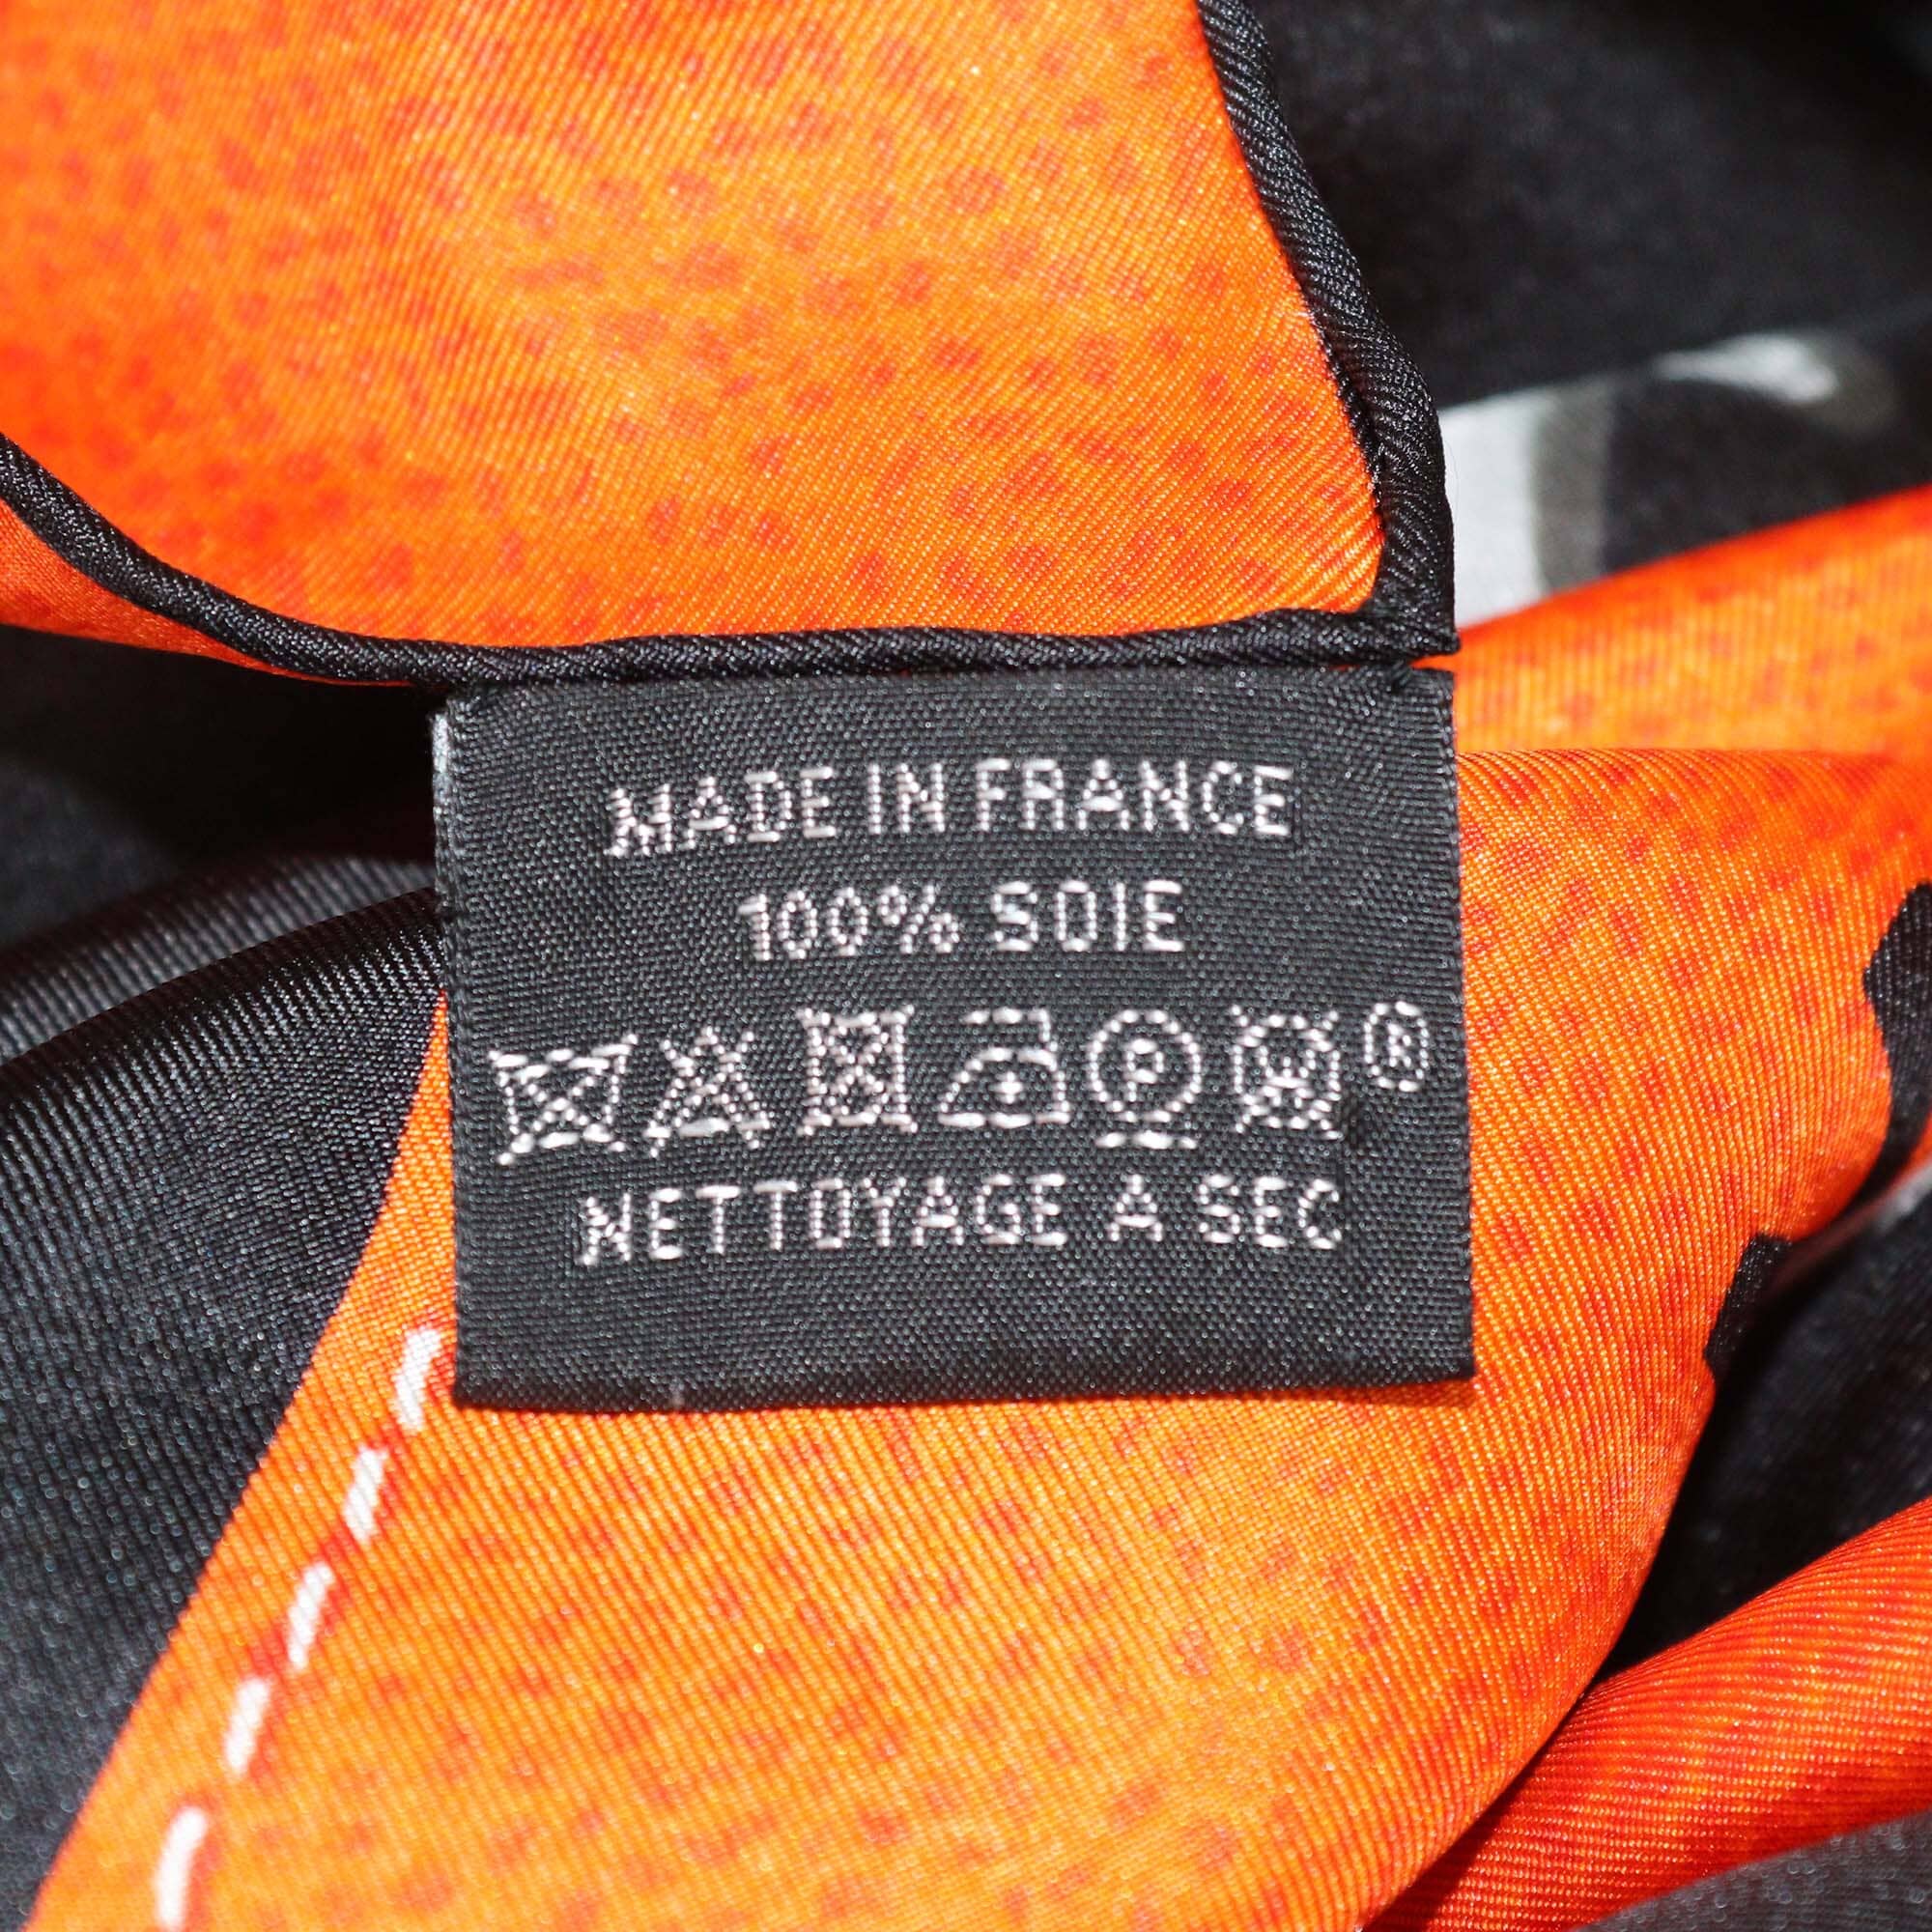 MADE IN FRANCE
100% SOIE
P W ®
NETTOYAGE A SEC